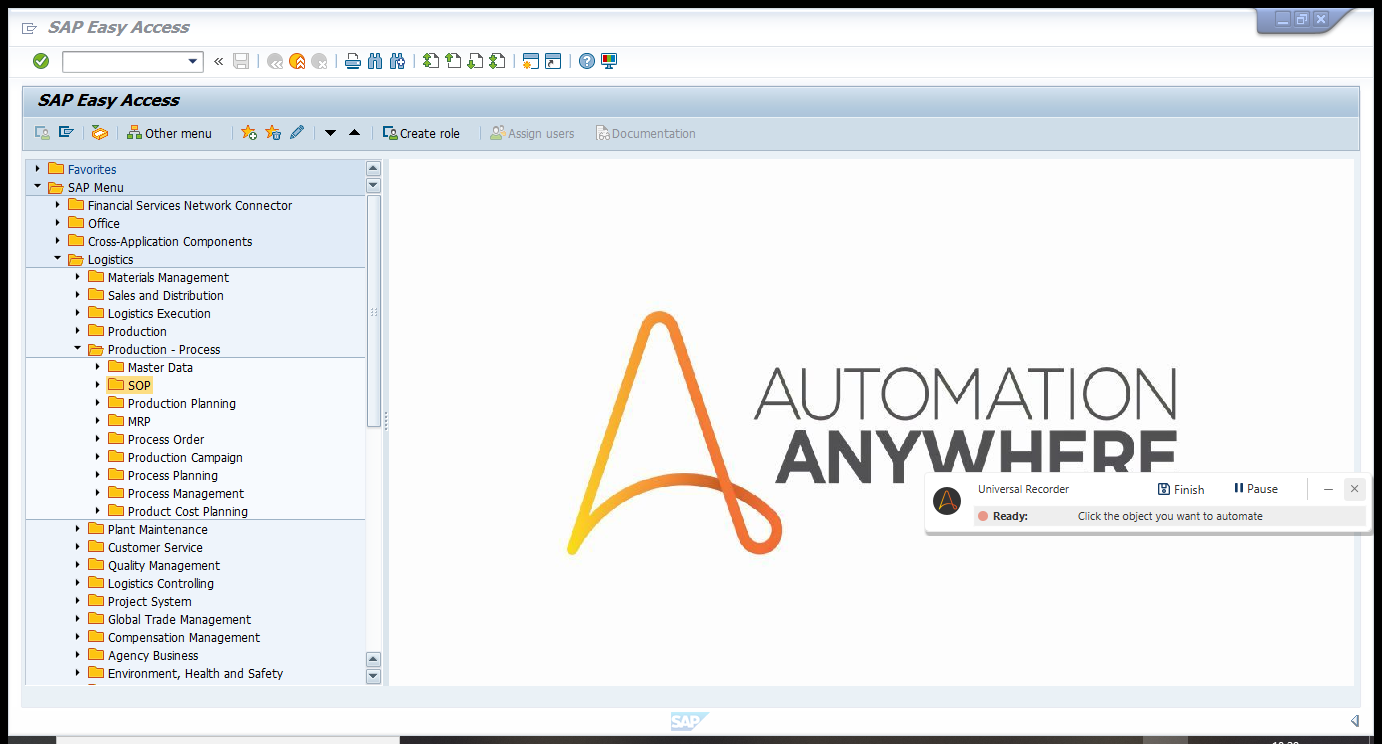 SAP Easy Access
SAP Easy Access
Other menu Create role Assign users Documentation
Favorites
SAP Menu
Financial Services Network Connector
Office
Cross-Application Components
Logistics
Materials Management
Sales and Distribution
Logistics Execution
Production
Production - Process
Master Data
SOP
Production Planning
MRP
Process Order
Production Campaign
Process Planning
Process Management
Product Cost Planning
Plant Maintenance
Customer Service
Quality Management
Logistics Controlling
Project System
Global Trade Management
Compensation Management
Agency Business
Environment, Health and Safety
AUTOMATION
ANYWHERE
Universal Recorder Finish Pause
Ready: Click the object you want to automate
SAP